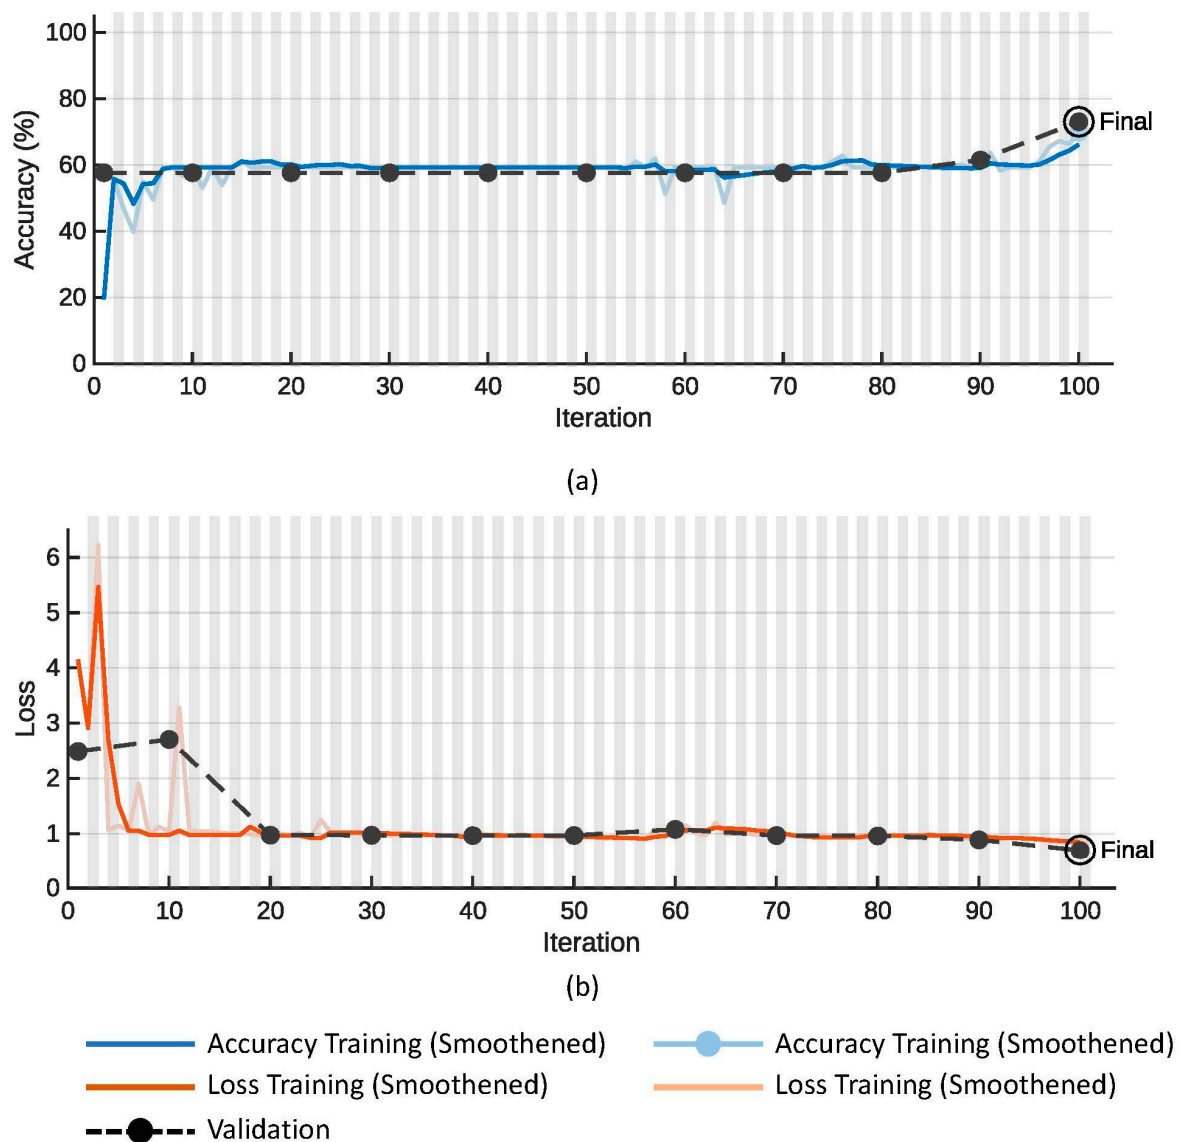 100
80
60
40
20
0
Accuracy (%)
Final
0 10 20 30 40 50 60 70 80 90 100
Iteration
(a)
6
5
4
3
2
1
0
Loss
Final
0 10 20 30 40 50 60 70 80 90 100
Iteration
(b)
Accuracy Training (Smoothened) Accuracy Training (Smoothened)
Loss Training (Smoothened) Loss Training (Smoothened)
Validation